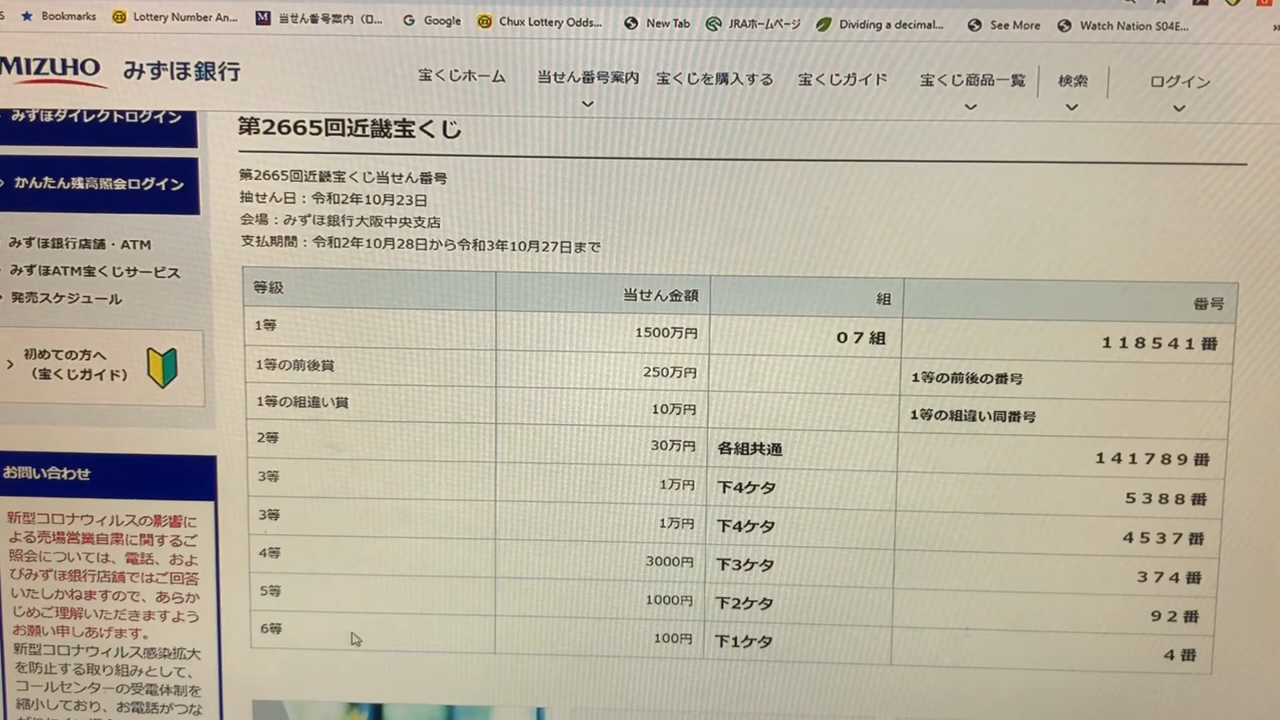 Bookmarks
Lottery Number An...
当せん番号案内（ロ...
Google
Chux Lottery Odds...
New Tab
JRAホームページ
Dividing a decimal...
See More
Watch Nation S04E...
MIZUHO みずほ銀行
宝くじホーム
当せん番号案内
宝くじを購入する
宝くじガイド
宝くじ商品一覧
検索
ログイン
みずほダイレクトログイン
かんたん残高照会ログイン
みずほ銀行店舗・ATM
みずほATM宝くじサービス
発売スケジュール
初めての方へ
（宝くじガイド）
お問い合わせ
新型コロナウィルスの影響に
よる売場営業自粛に関するご
照会については、電話、およ
びみずほ銀行店舗ではご回答
いたしかねますので、あらか
じめご理解いただきますよう
お願い申しあげます。
新型コロナウィルス感染拡大
を防止する取り組みとして、
コールセンターの受電体制を
縮小しており、お電話がつな
第2665回近畿宝くじ
第2665回近畿宝くじ当せん番号
抽せん日：令和2年10月23日
会場：みずほ銀行大阪中央支店
支払期間：令和2年10月28日から令和3年10月27日まで
等級 当せん金額 組 番号
1等 1500万円 07組 118541番
1等の前後賞 250万円 1等の前後の番号
1等の組違い賞 10万円 1等の組違い同番号
2等 30万円 各組共通 141789番
3等 1万円 下4ケタ 5388番
3等 1万円 下4ケタ 4537番
4等 3000円 下3ケタ 374番
5等 1000円 下2ケタ 92番
6等 100円 下1ケタ 4番